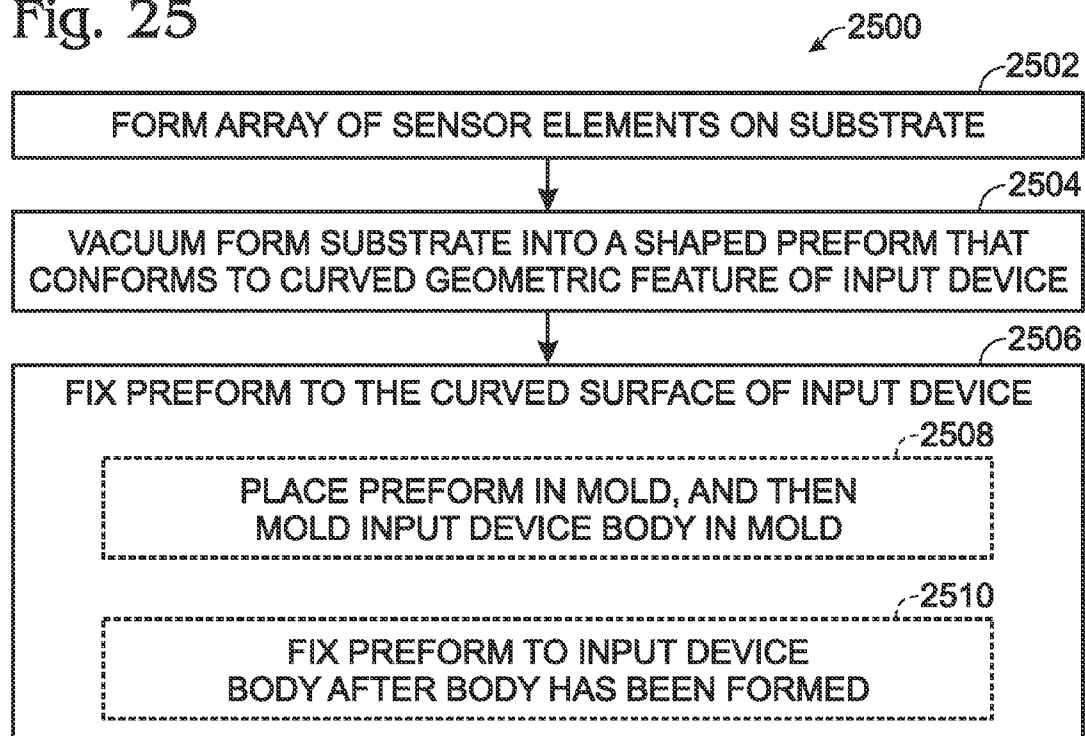 Fig. 25
2500
2502
FORM ARRAY OF SENSOR ELEMENTS ON SUBSTRATE
2504
VACUUM FORM SUBSTRATE INTO A SHAPED PREFORM THAT
CONFORMS TO CURVED GEOMETRIC FEATURE OF INPUT DEVICE
2506
FIX PREFORM TO THE CURVED SURFACE OF INPUT DEVICE
2508
PLACE PREFORM IN MOLD, AND THEN
MOLD INPUT DEVICE BODY IN MOLD
2510
FIX PREFORM TO INPUT DEVICE
BODY AFTER BODY HAS BEEN FORMED